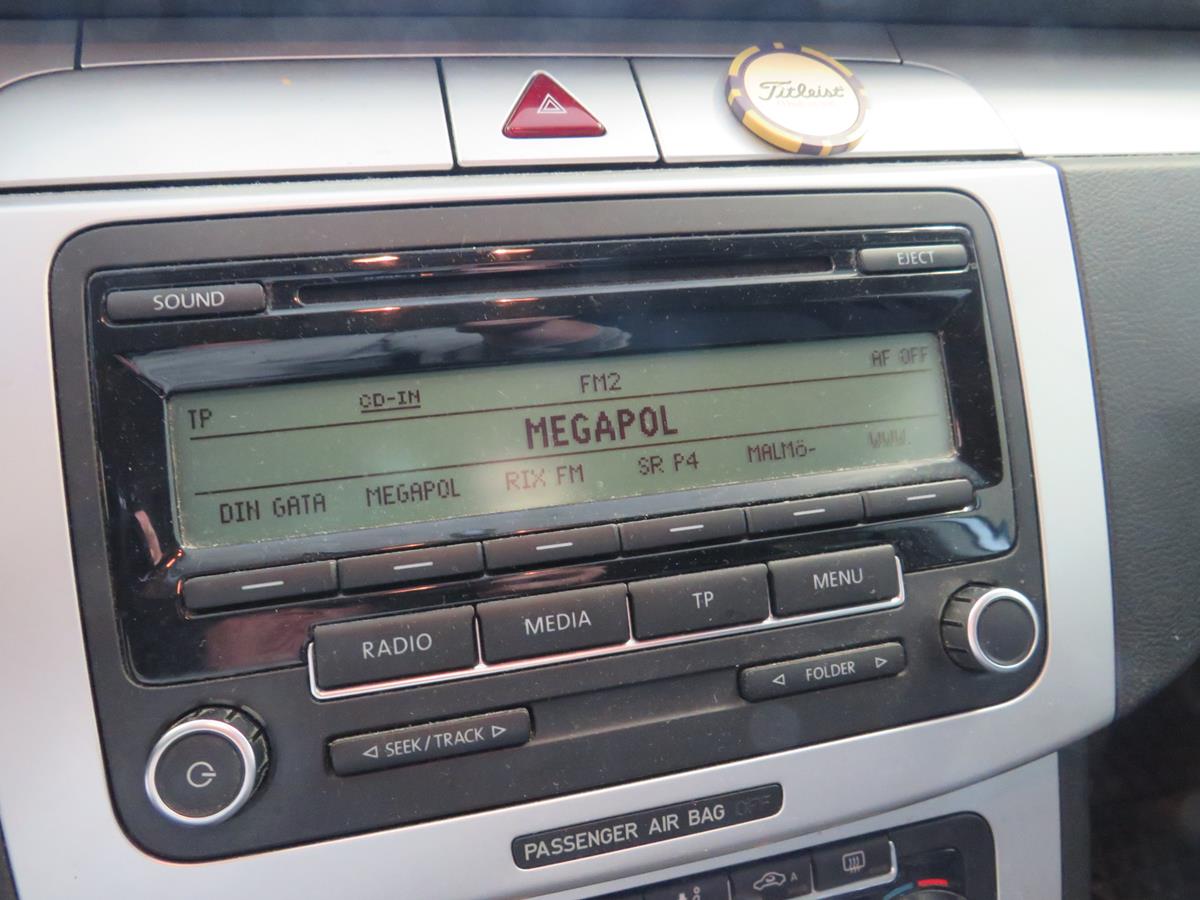 Titleist
EJECT
SOUND
AF OFF
TP CD-IN FM2
MEGAPOL
DIN GATA MEGAPOL RIX FM SR P4 MALMö- WWW.
RADIO MEDIA TP MENU
FOLDER
SEEK/TRACK
PASSENGER AIR BAG OFF
A